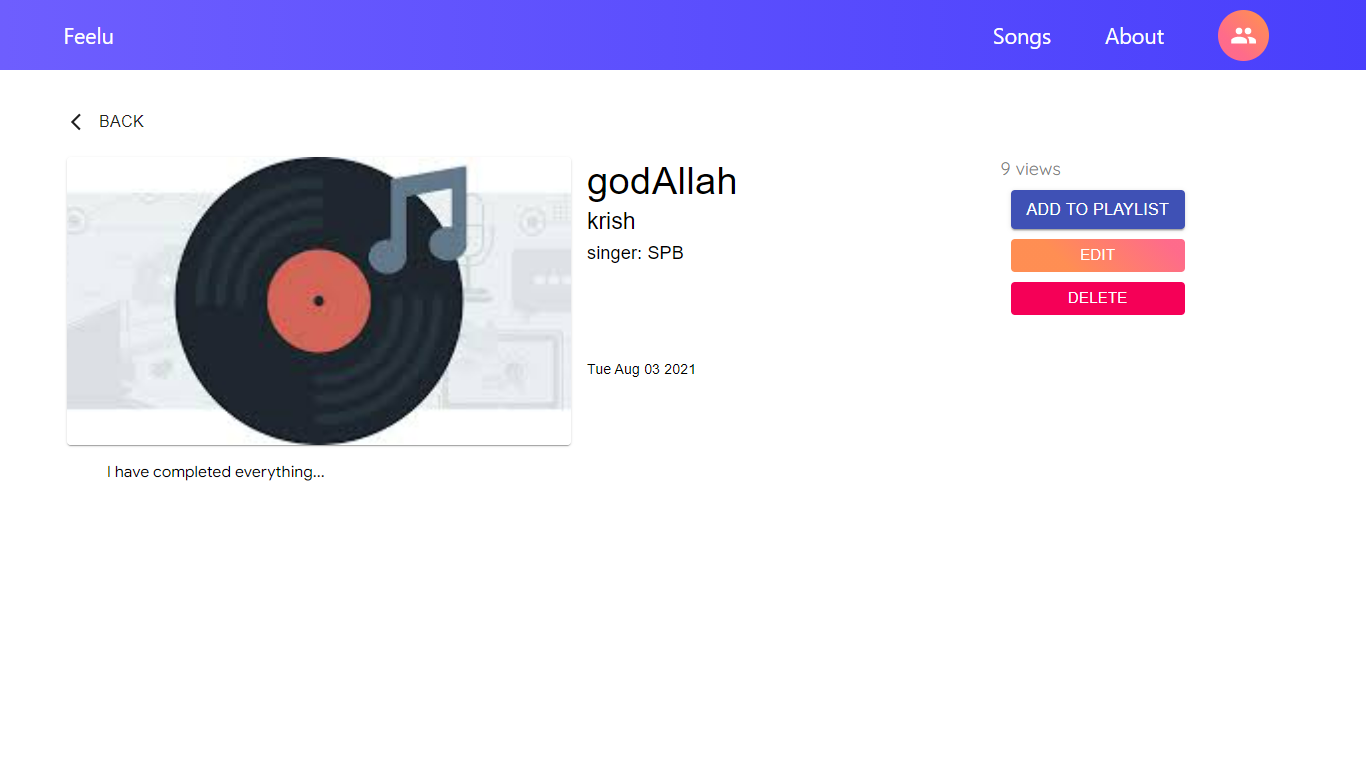 Feelu
Songs
About
BACK
godAllah
krish
singer: SPB
Tue Aug 03 2021
9 views
ADD TO PLAYLIST
EDIT
DELETE
I have completed everything...